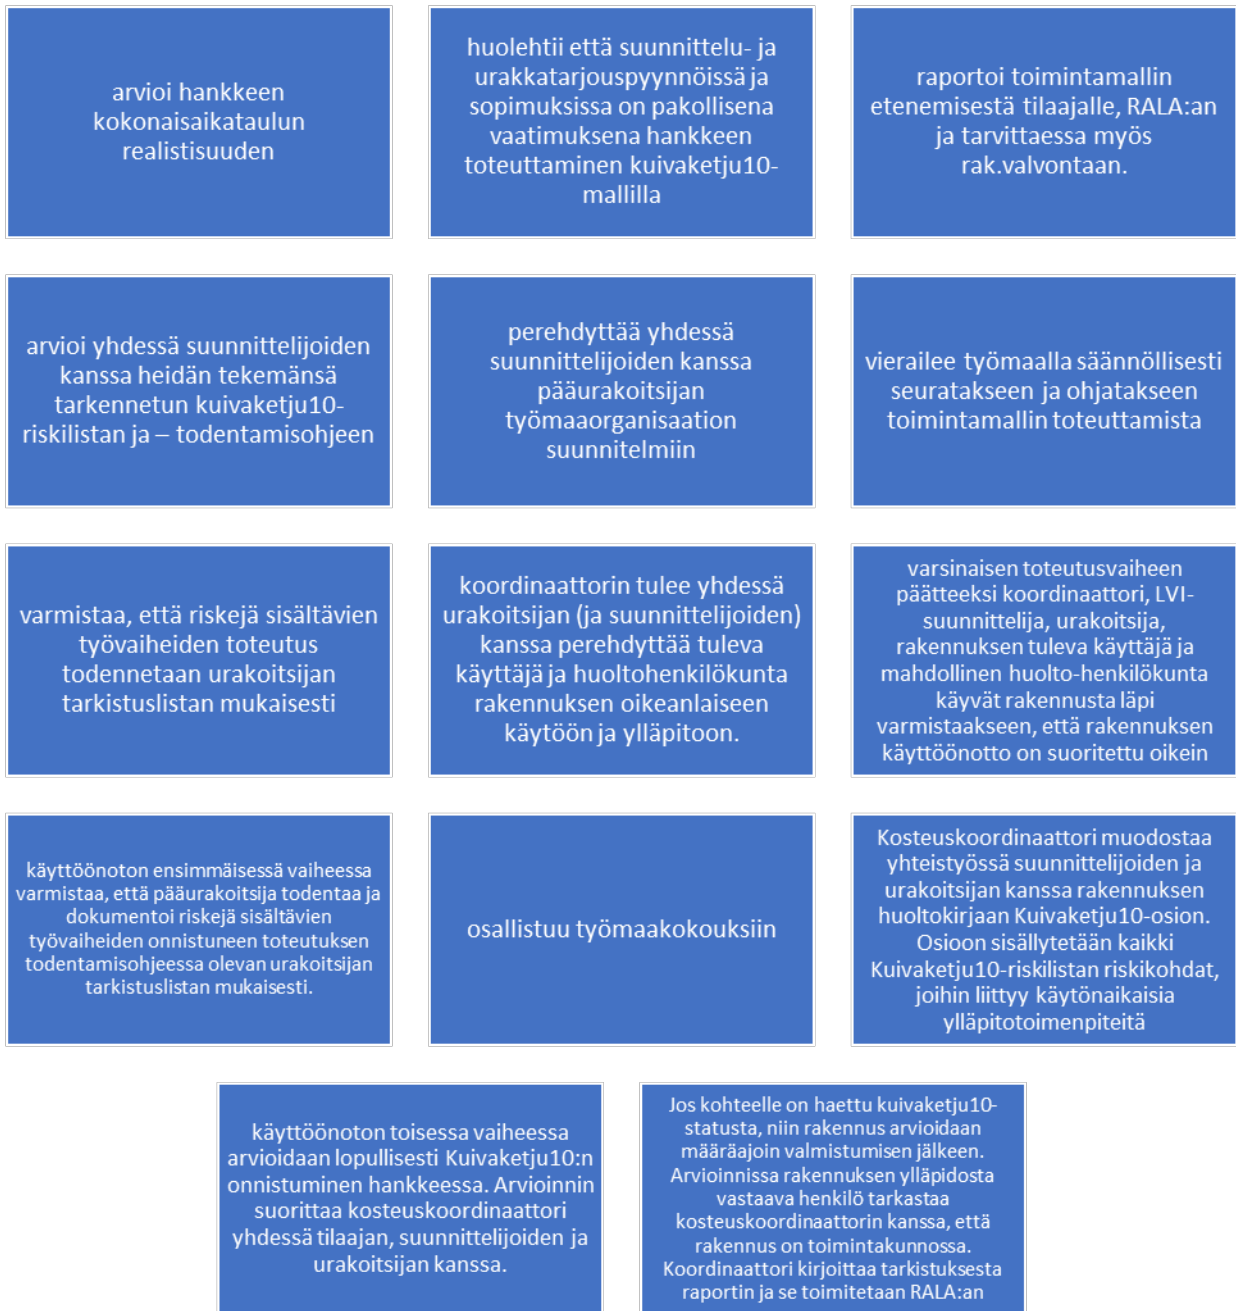 arvioi hankkeen
kokonaisaikataulun
realistisuuden
huolehtii että suunnittelu- ja
urakkatarjouspyynnöissä ja
sopimuksissa on pakollisena
vaatimuksena hankkeen
toteuttaminen kuivaketju10-
mallilla
raportoi toimintamallin
etenemisestä tilaajalle, RALA:an
ja tarvittaessa myös
rak.valvontaan.
arvioi yhdessä suunnittelijoiden
kanssa heidän tekemänsä
tarkennetun kuivaketju10-
riskilistan ja – todentamisohjeen
perehdyttää yhdessä
suunnittelijoiden kanssa
pääurakoitsijan
työmaaorganisaation
suunnitelmiin
vierailee työmaalla säännöllisesti
seuratakseen ja ohjatakseen
toimintamallin toteuttamista
varmistaa, että riskejä sisältävien
työvaiheiden toteutus
todennetaan urakoitsijan
tarkistuslistan mukaisesti
koordinaattorin tulee yhdessä
urakoitsijan (ja suunnittelijoiden)
kanssa perehdyttää tuleva
käyttäjä ja huoltohenkilökunta
rakennuksen oikeanlaiseen
käytöön ja ylläpitoon.
varsinaisen toteutusvaiheen
päätteeksi koordinaattori, LVI-
suunnittelija, urakoitsija,
rakennuksen tuleva käyttäjä ja
mahdollinen huolto-henkilökunta
käyvät rakennusta läpi
varmistaakseen, että rakennuksen
käyttöönotto on suoritettu oikein
käyttöönoton ensimmäisessä vaiheessa
varmistaa, että pääurakoitsija todentaa ja
dokumentoi riskejä sisältävien
työvaiheiden onnistuneen toteutuksen
todentamisohjeessa olevan urakoitsijan
tarkistuslistan mukaisesti.
osallistuu työmaakokouksiin
Kosteuskoordinaattori muodostaa
yhteistyössä suunnittelijoiden ja
urakoitsijan kanssa rakennuksen
huoltokirjaan Kuivaketju10-osion.
Osioon sisällytetään kaikki
Kuivaketju10-riskilistan riskikohdat,
joihin liittyy käytönaikaisia
ylläpitotoimenpiteitä
käyttöönoton toisessa vaiheessa
arvioidaan lopullisesti Kuivaketju10:n
onnistuminen hankkeessa. Arvioinnin
suorittaa kosteuskoordinaattori
yhdessä tilaajan, suunnittelijoiden ja
urakoitsijan kanssa.
Jos kohteelle on haettu kuivaketju10-
statusta, niin rakennus arvioidaan
määräajoin valmistumisen jälkeen.
Arvioinnissa rakennuksen ylläpidosta
vastaava henkilö tarkastaa
kosteuskoordinaattorin kanssa, että
rakennus on toimintakunnossa.
Koordinaattori kirjoittaa tarkistuksesta
raportin ja se toimitetaan RALA:an